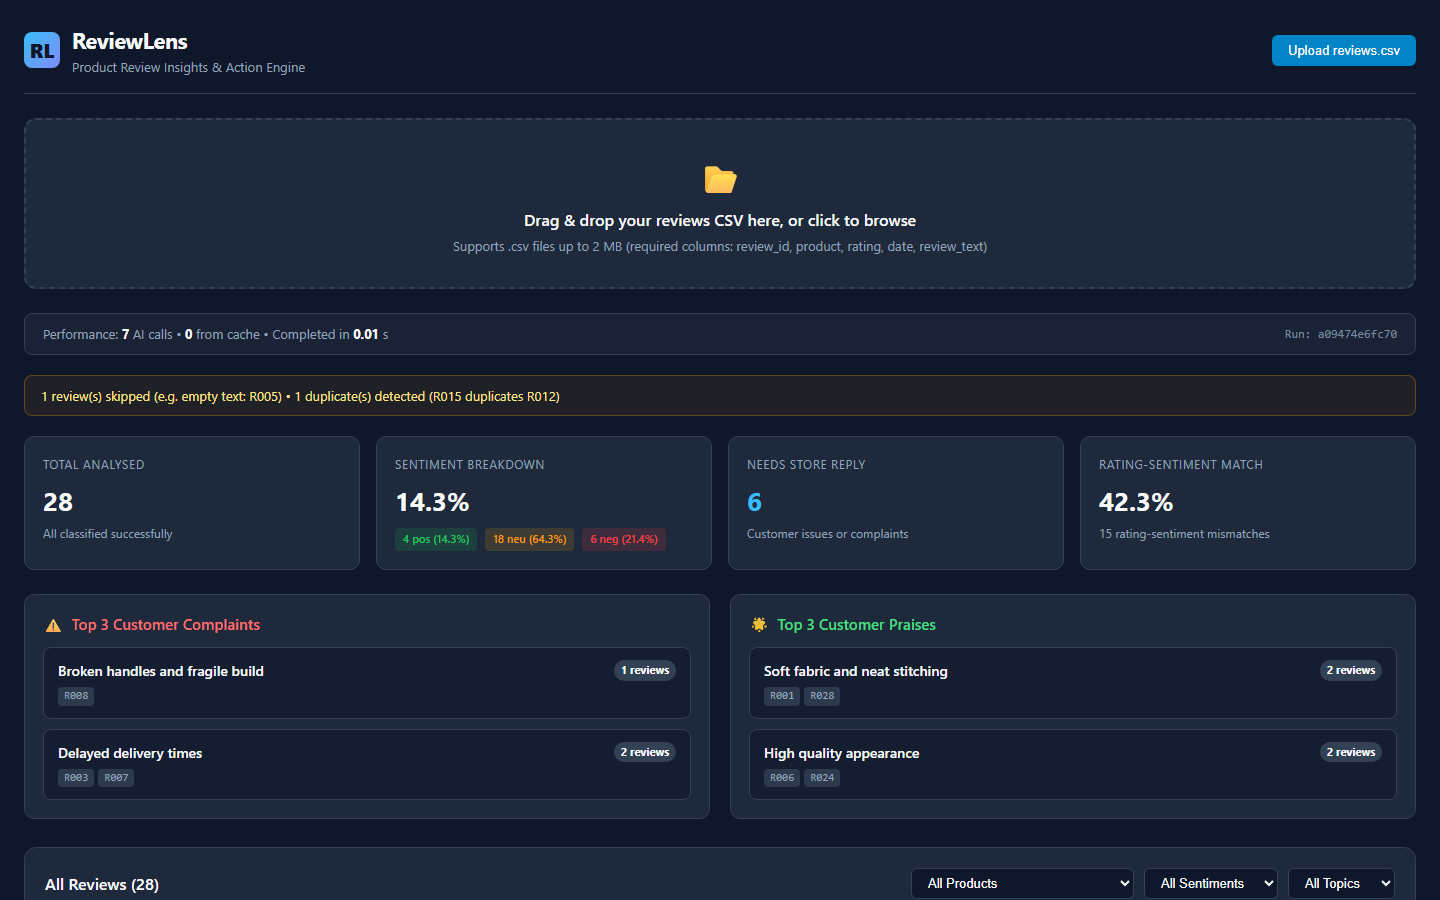 RL
ReviewLens
Product Review Insights & Action Engine
Upload reviews.csv
Drag & drop your reviews CSV here, or click to browse
Supports .csv files up to 2 MB (required columns: review_id, product, rating, date, review_text)
Performance: 7 AI calls • 0 from cache • Completed in 0.01 s
Run: a09474e6fc70
1 review(s) skipped (e.g. empty text: R005) • 1 duplicate(s) detected (R015 duplicates R012)
TOTAL ANALYSED
28
All classified successfully
SENTIMENT BREAKDOWN
14.3%
4 pos (14.3%)
18 neu (64.3%)
6 neg (21.4%)
NEEDS STORE REPLY
6
Customer issues or complaints
RATING-SENTIMENT MATCH
42.3%
15 rating-sentiment mismatches
Top 3 Customer Complaints
Broken handles and fragile build
1 reviews
R008
Delayed delivery times
2 reviews
R003 R007
Top 3 Customer Praises
Soft fabric and neat stitching
2 reviews
R001 R028
High quality appearance
2 reviews
R006 R024
All Reviews (28)
All Products
All Sentiments
All Topics